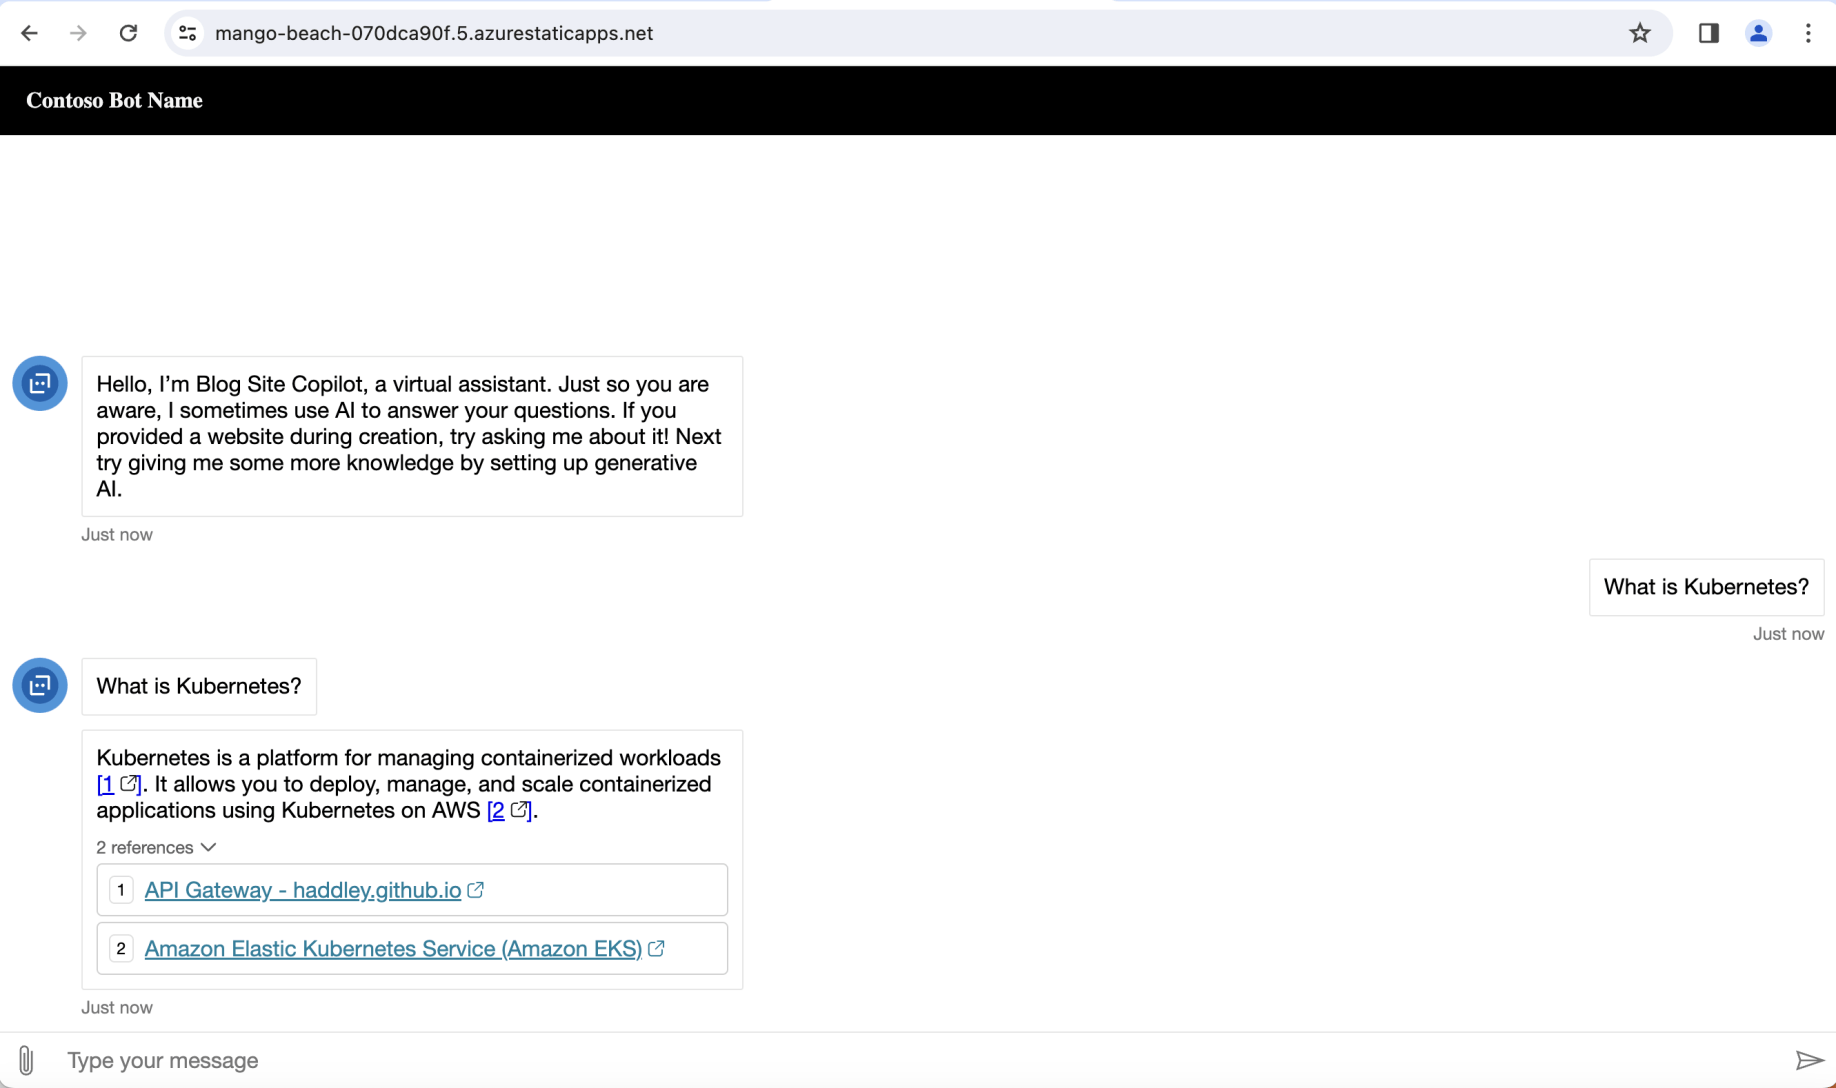 mango-beach-070dca90f.5.azurestaticapps.net
Contoso Bot Name
Hello, I’m Blog Site Copilot, a virtual assistant. Just so you are
aware, I sometimes use AI to answer your questions. If you
provided a website during creation, try asking me about it! Next
try giving me some more knowledge by setting up generative
AI.
Just now
What is Kubernetes?
Just now
What is Kubernetes?
Kubernetes is a platform for managing containerized workloads
[1]. It allows you to deploy, manage, and scale containerized
applications using Kubernetes on AWS [2].
2 references
1 API Gateway - haddley.github.io
2 Amazon Elastic Kubernetes Service (Amazon EKS)
Just now
Type your message